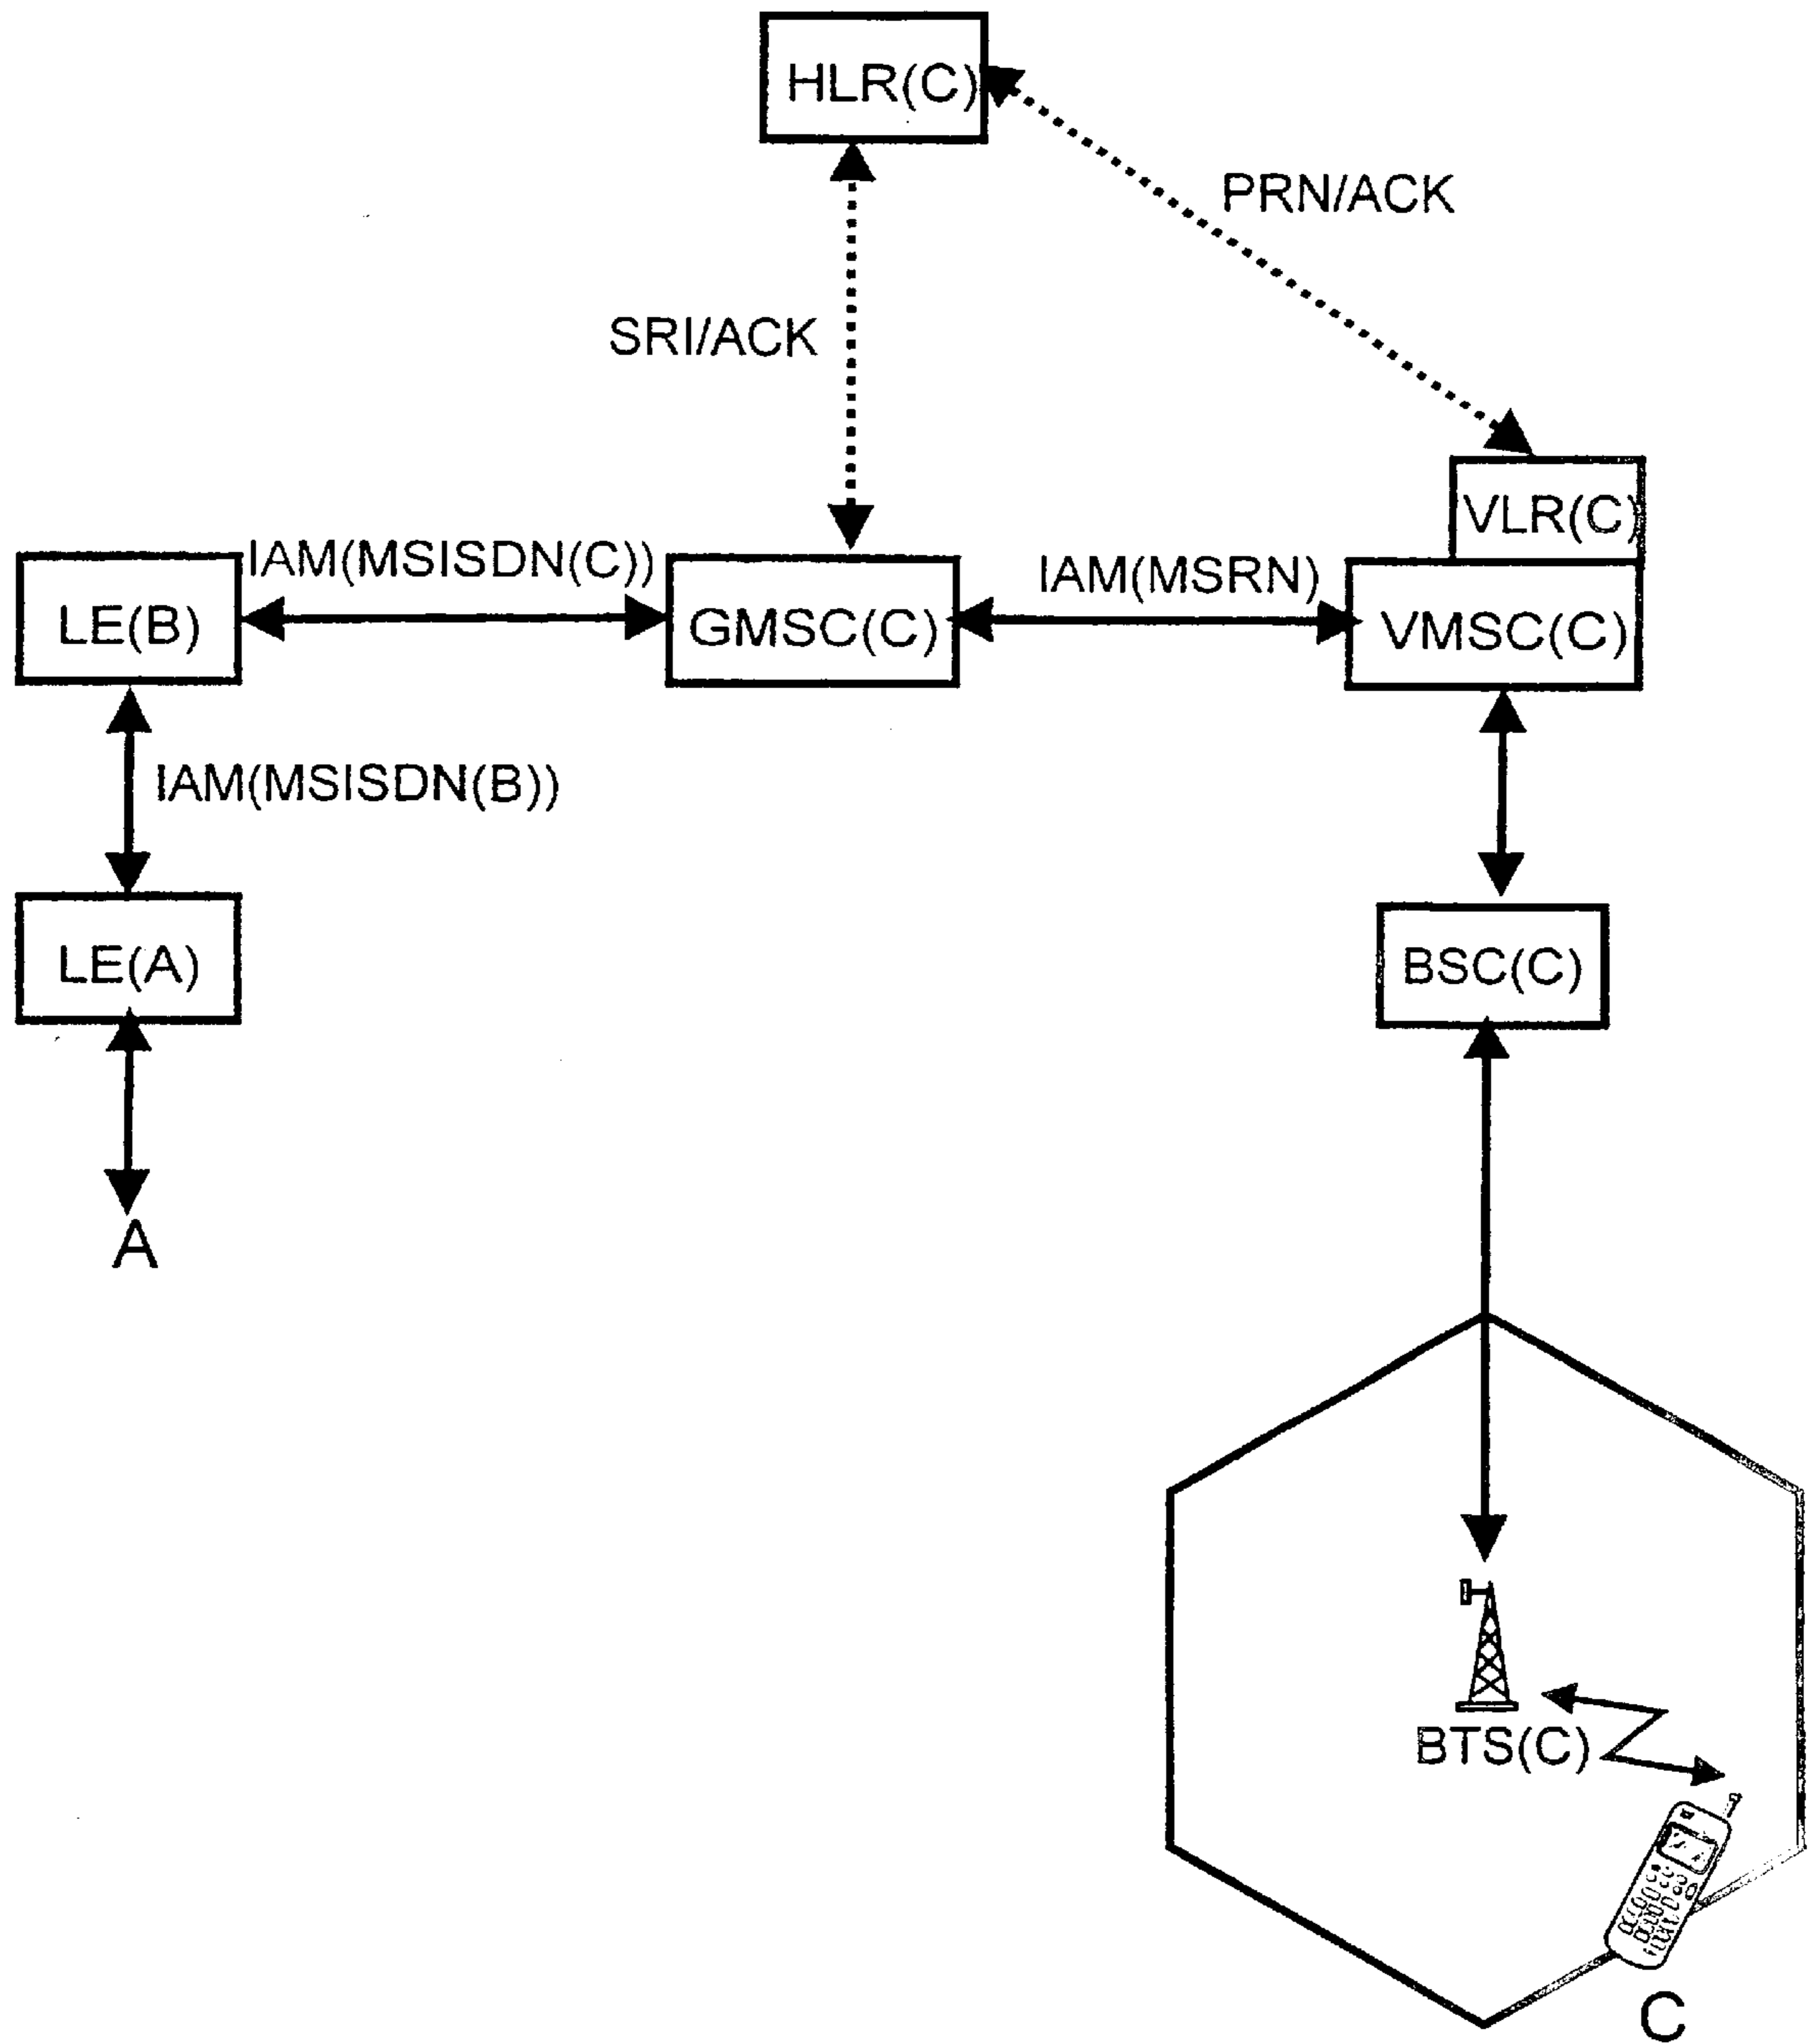 HLR(C)
PRN/ACK
SRI/ACK
VLR(C)
IAM(MSISDN(C))
IAM(MSRN)
LE(B)
GMSC(C)
VMSC(C)
IAM(MSISDN(B))
LE(A)
BSC(C)
A
BTS(C)
C